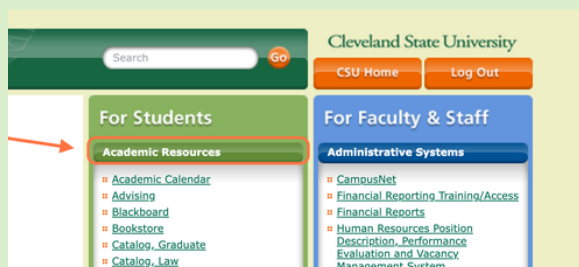 Cleveland State University
Search
Go
CSU Home
Log Out
For Students
Academic Resources
Academic Calendar
Advising
Blackboard
Bookstore
Catalog, Graduate
Catalog, Law
For Faculty & Staff
Administrative Systems
CampusNet
Financial Reporting Training/Access
Financial Reports
Human Resources Position
Description, Performance
Evaluation and Vacancy
Management System